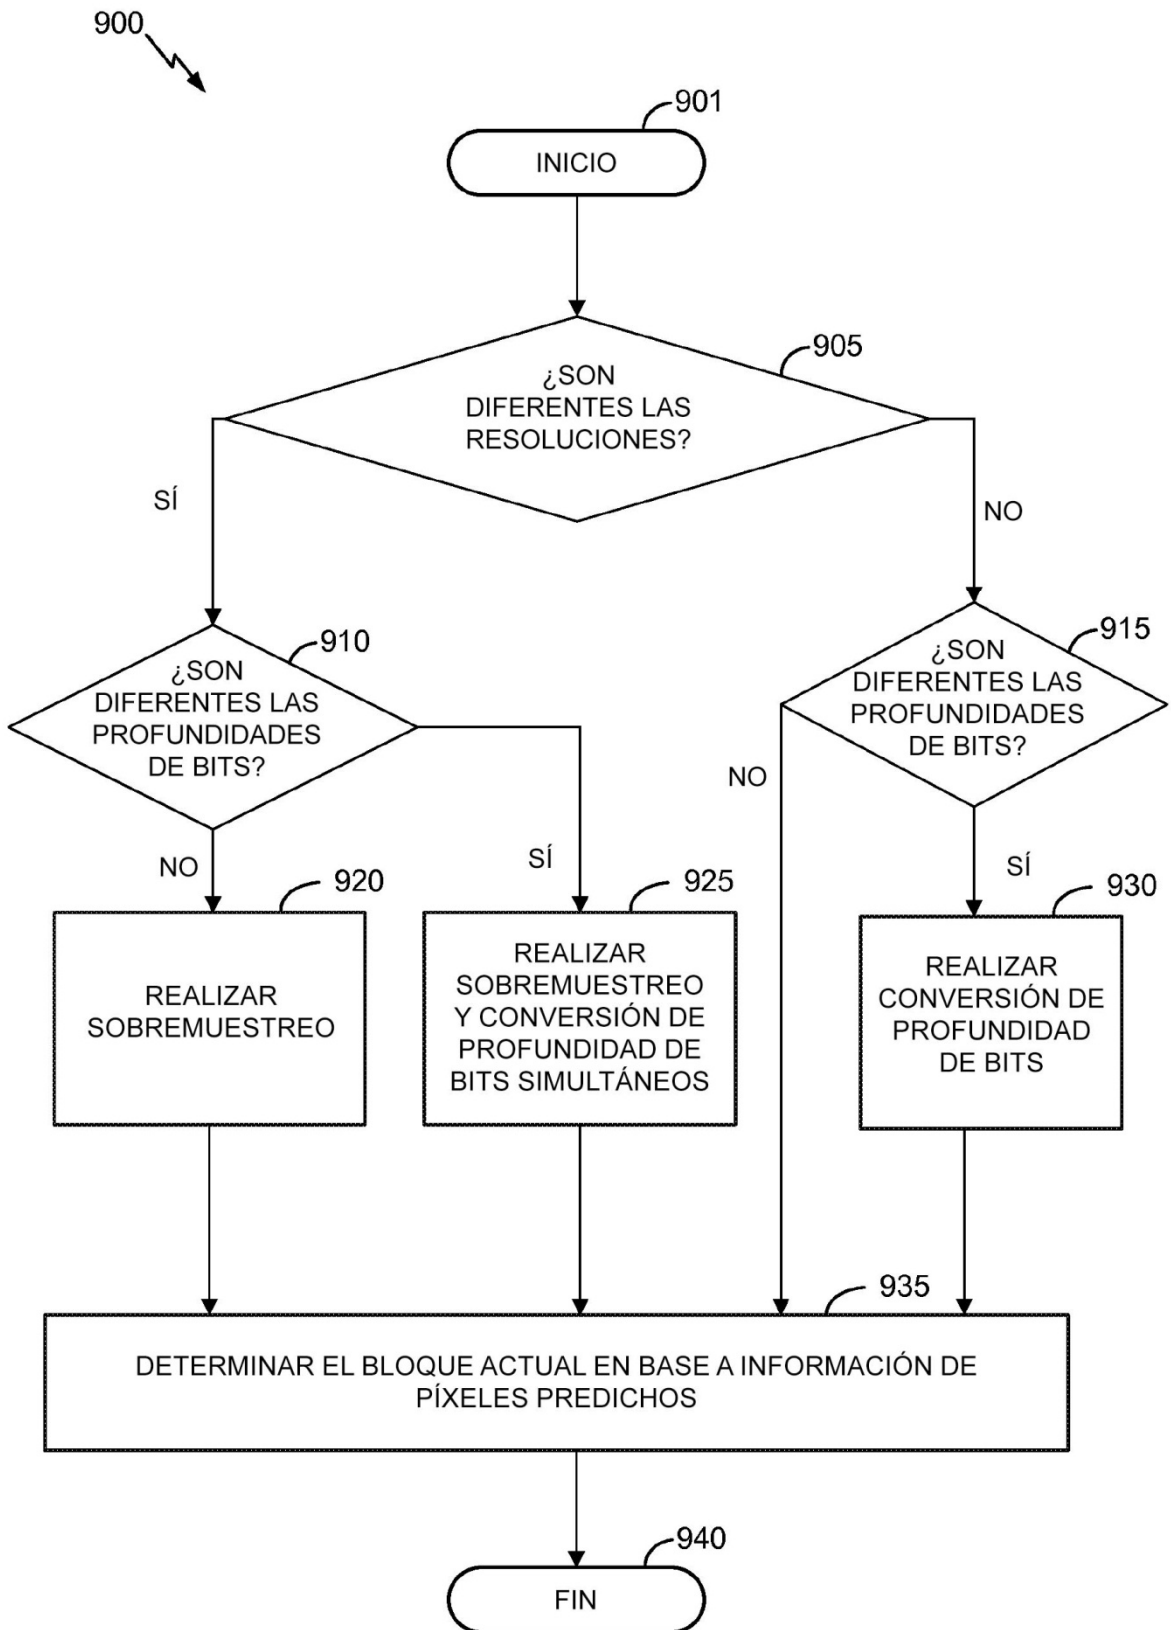 900
901
INICIO
905
¿SON
DIFERENTES LAS
RESOLUCIONES?
SÍ
NO
910
¿SON
DIFERENTES LAS
PROFUNDIDADES
DE BITS?
915
¿SON
DIFERENTES LAS
PROFUNDIDADES
DE BITS?
NO
SÍ
NO
SÍ
920
REALIZAR
SOBREMUESTREO
925
REALIZAR
SOBREMUESTREO
Y CONVERSIÓN DE
PROFUNDIDAD DE
BITS SIMULTÁNEOS
930
REALIZAR
CONVERSIÓN DE
PROFUNDIDAD
DE BITS
935
DETERMINAR EL BLOQUE ACTUAL EN BASE A INFORMACIÓN DE
PÍXELES PREDICHOS
940
FIN